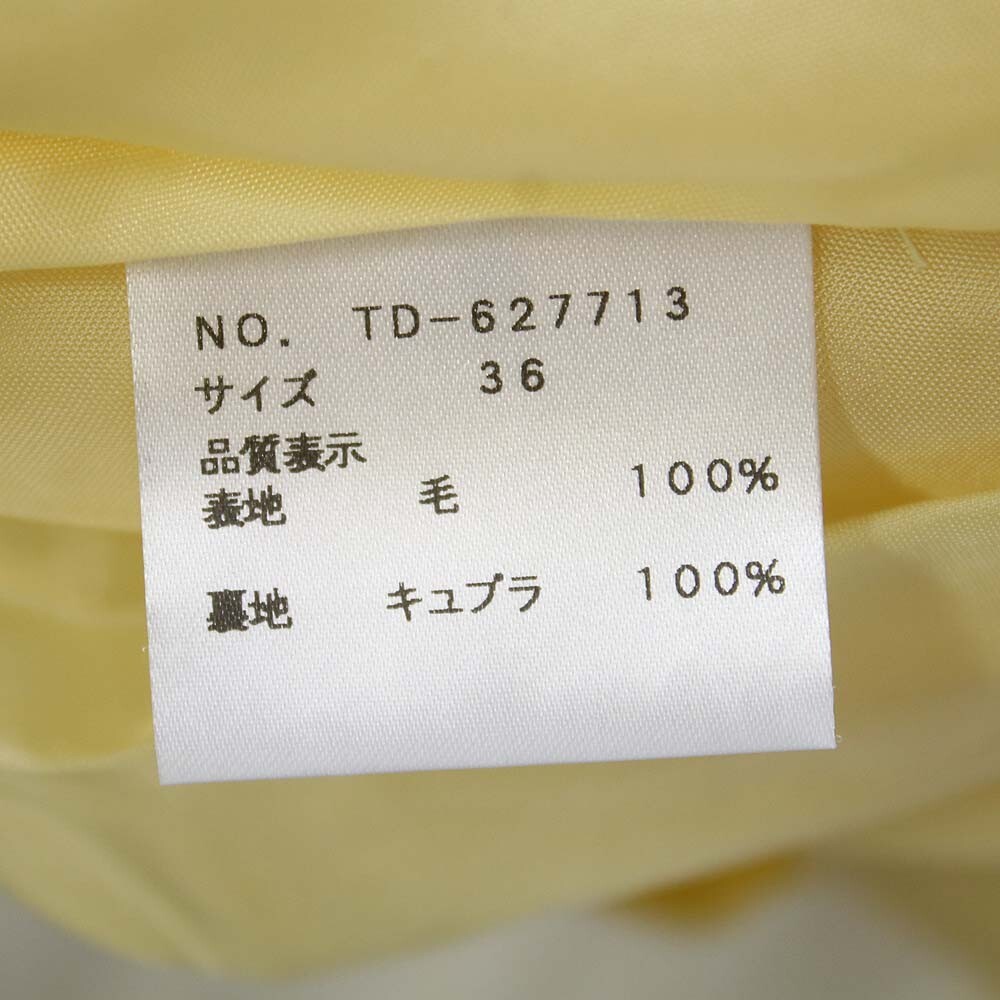 NO. TD-627713
サイズ 36
品質表示
表地 毛 100%
裏地 キュプラ 100%